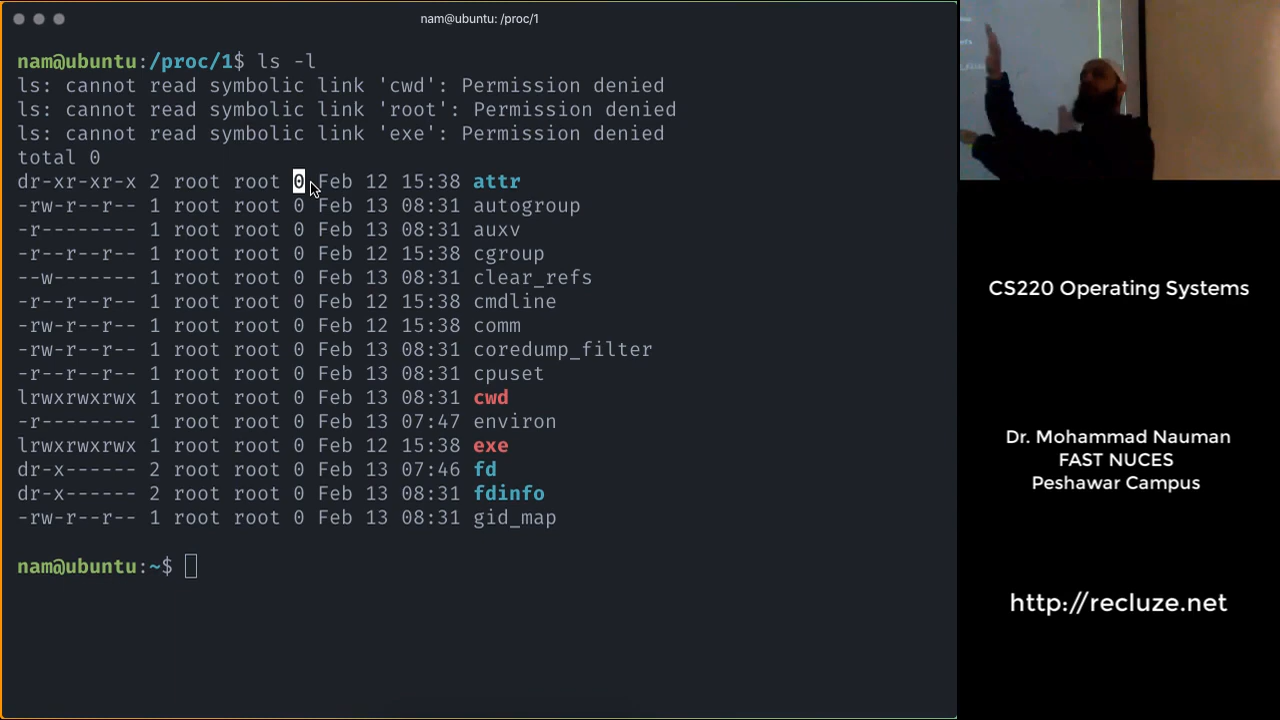 nam@ubuntu: /proc/1
nam@ubuntu:/proc/1$ ls -l
ls: cannot read symbolic link 'cwd': Permission denied
ls: cannot read symbolic link 'root': Permission denied
ls: cannot read symbolic link 'exe': Permission denied
total 0
dr-xr-xr-x 2 root root 0 Feb 12 15:38 attr
-rw-r--r-- 1 root root 0 Feb 13 08:31 autogroup
-r-------- 1 root root 0 Feb 13 08:31 auxv
-r--r--r-- 1 root root 0 Feb 12 15:38 cgroup
--w------- 1 root root 0 Feb 13 08:31 clear_refs
-r--r--r-- 1 root root 0 Feb 12 15:38 cmdline
-rw-r--r-- 1 root root 0 Feb 12 15:38 comm
-rw-r--r-- 1 root root 0 Feb 13 08:31 coredump_filter
-r--r--r-- 1 root root 0 Feb 13 08:31 cpuset
lrwxrwxrwx 1 root root 0 Feb 13 08:31 cwd
-r-------- 1 root root 0 Feb 13 07:47 environ
lrwxrwxrwx 1 root root 0 Feb 12 15:38 exe
dr-x------ 2 root root 0 Feb 13 07:46 fd
dr-x------ 2 root root 0 Feb 13 08:31 fdinfo
-rw-r--r-- 1 root root 0 Feb 13 08:31 gid_map
nam@ubuntu:~$
CS220 Operating Systems
Dr. Mohammad Nauman
FAST NUCES
Peshawar Campus
http://recluze.net